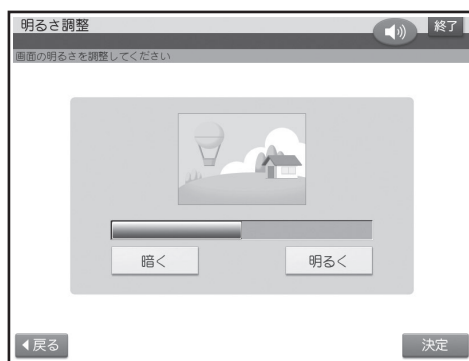 明るさ調整
終了
画面の明るさを調整してください
暗く
明るく
戻る
決定